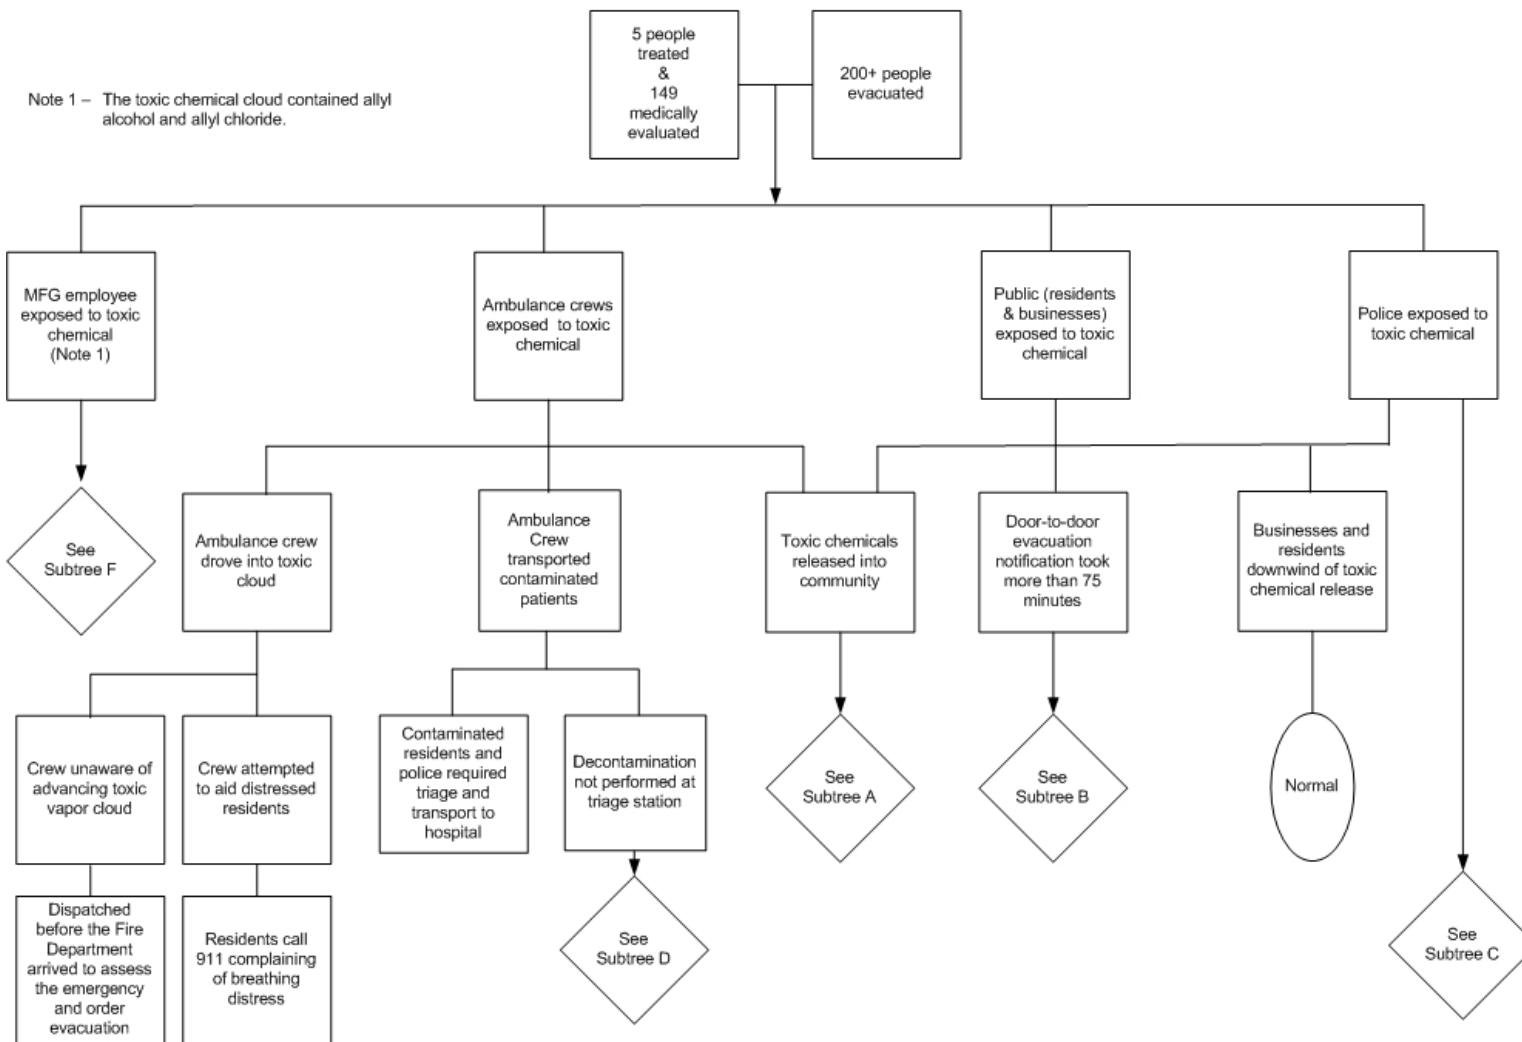 5 people
treated
&
149
medically
evaluated
200+ people
evacuated
Note 1 – The toxic chemical cloud contained allyl
alcohol and allyl chloride.
MFG employee
exposed to toxic
chemical
(Note 1)
Ambulance crews
exposed to toxic
chemical
Public (residents
& businesses)
exposed to toxic
chemical
Police exposed to
toxic chemical
See
Subtree F
Ambulance crew
drove into toxic
cloud
Ambulance
Crew
transported
contaminated
patients
Toxic chemicals
released into
community
Door-to-door
evacuation
notification took
more than 75
minutes
Businesses and
residents
downwind of toxic
chemical release
Crew unaware of
advancing toxic
vapor cloud
Crew attempted
to aid distressed
residents
Contaminated
residents and
police required
triage and
transport to
hospital
Decontamination
not performed at
triage station
See
Subtree A
See
Subtree B
Normal
Dispatched
before the Fire
Department
arrived to assess
the emergency
and order
evacuation
Residents call
911 complaining
of breathing
distress
See
Subtree D
See
Subtree C